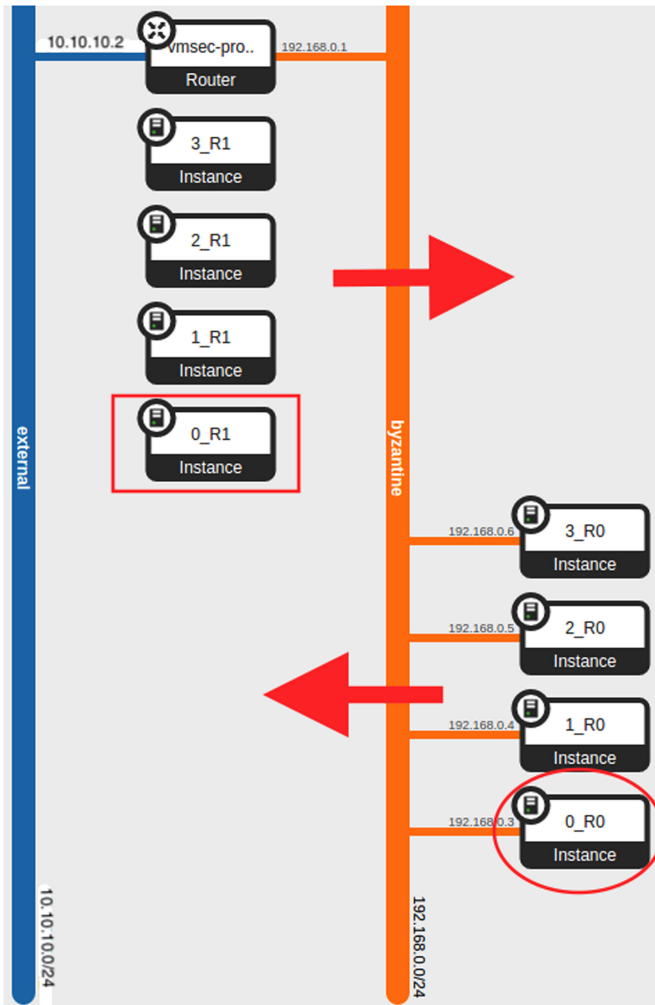 10.10.10.2
vmsec-pro..
192.168.0.1
Router
3_R1
Instance
2_R1
Instance
1_R1
Instance
0_R1
Instance
external
byzantine
192.168.0.6
3_R0
Instance
192.168.0.5
2_R0
Instance
192.168.0.4
1_R0
Instance
192.168.0.3
0_R0
Instance
10.10.10.0/24
192.168.0.0/24